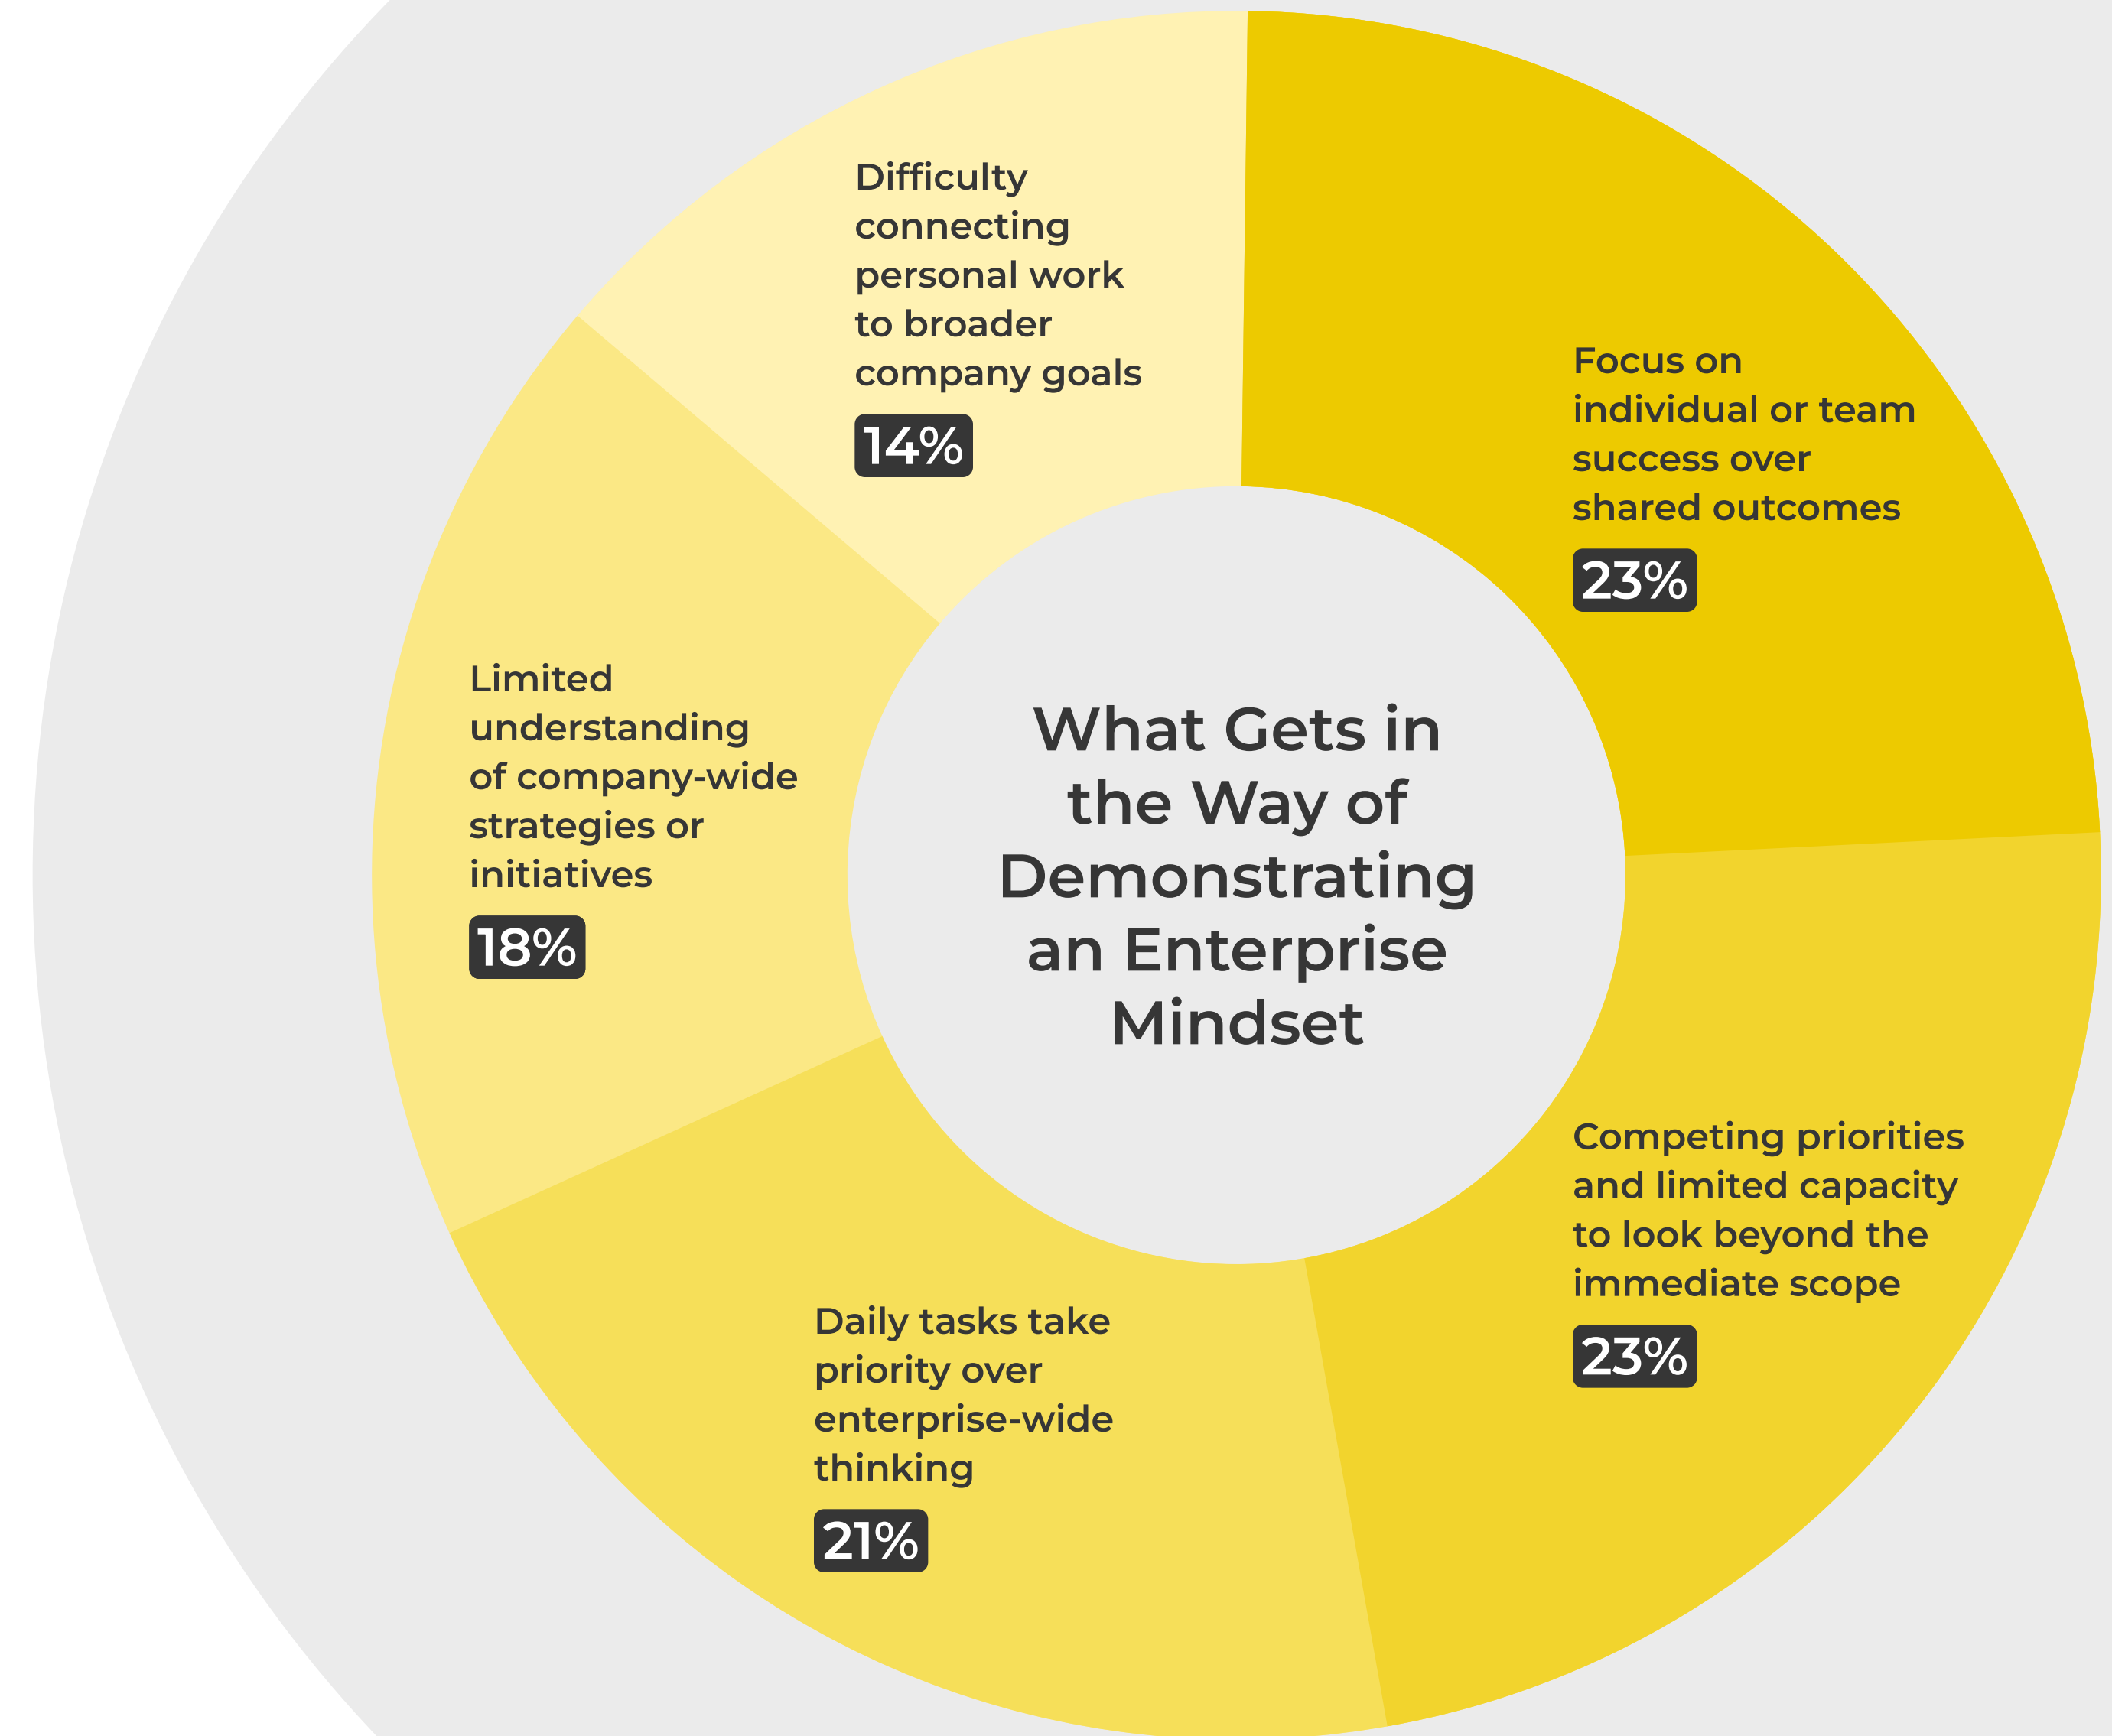 What Gets in
the Way of
Demonstrating
an Enterprise
Mindset
Focus on
individual or team
success over
shared outcomes
23%
Competing priorities
and limited capacity
to look beyond the
immediate scope
23%
Daily tasks take
priority over
enterprise-wide
thinking
21%
Limited
understanding
of company-wide
strategies or
initiatives
18%
Difficulty
connecting
personal work
to broader
company goals
14%